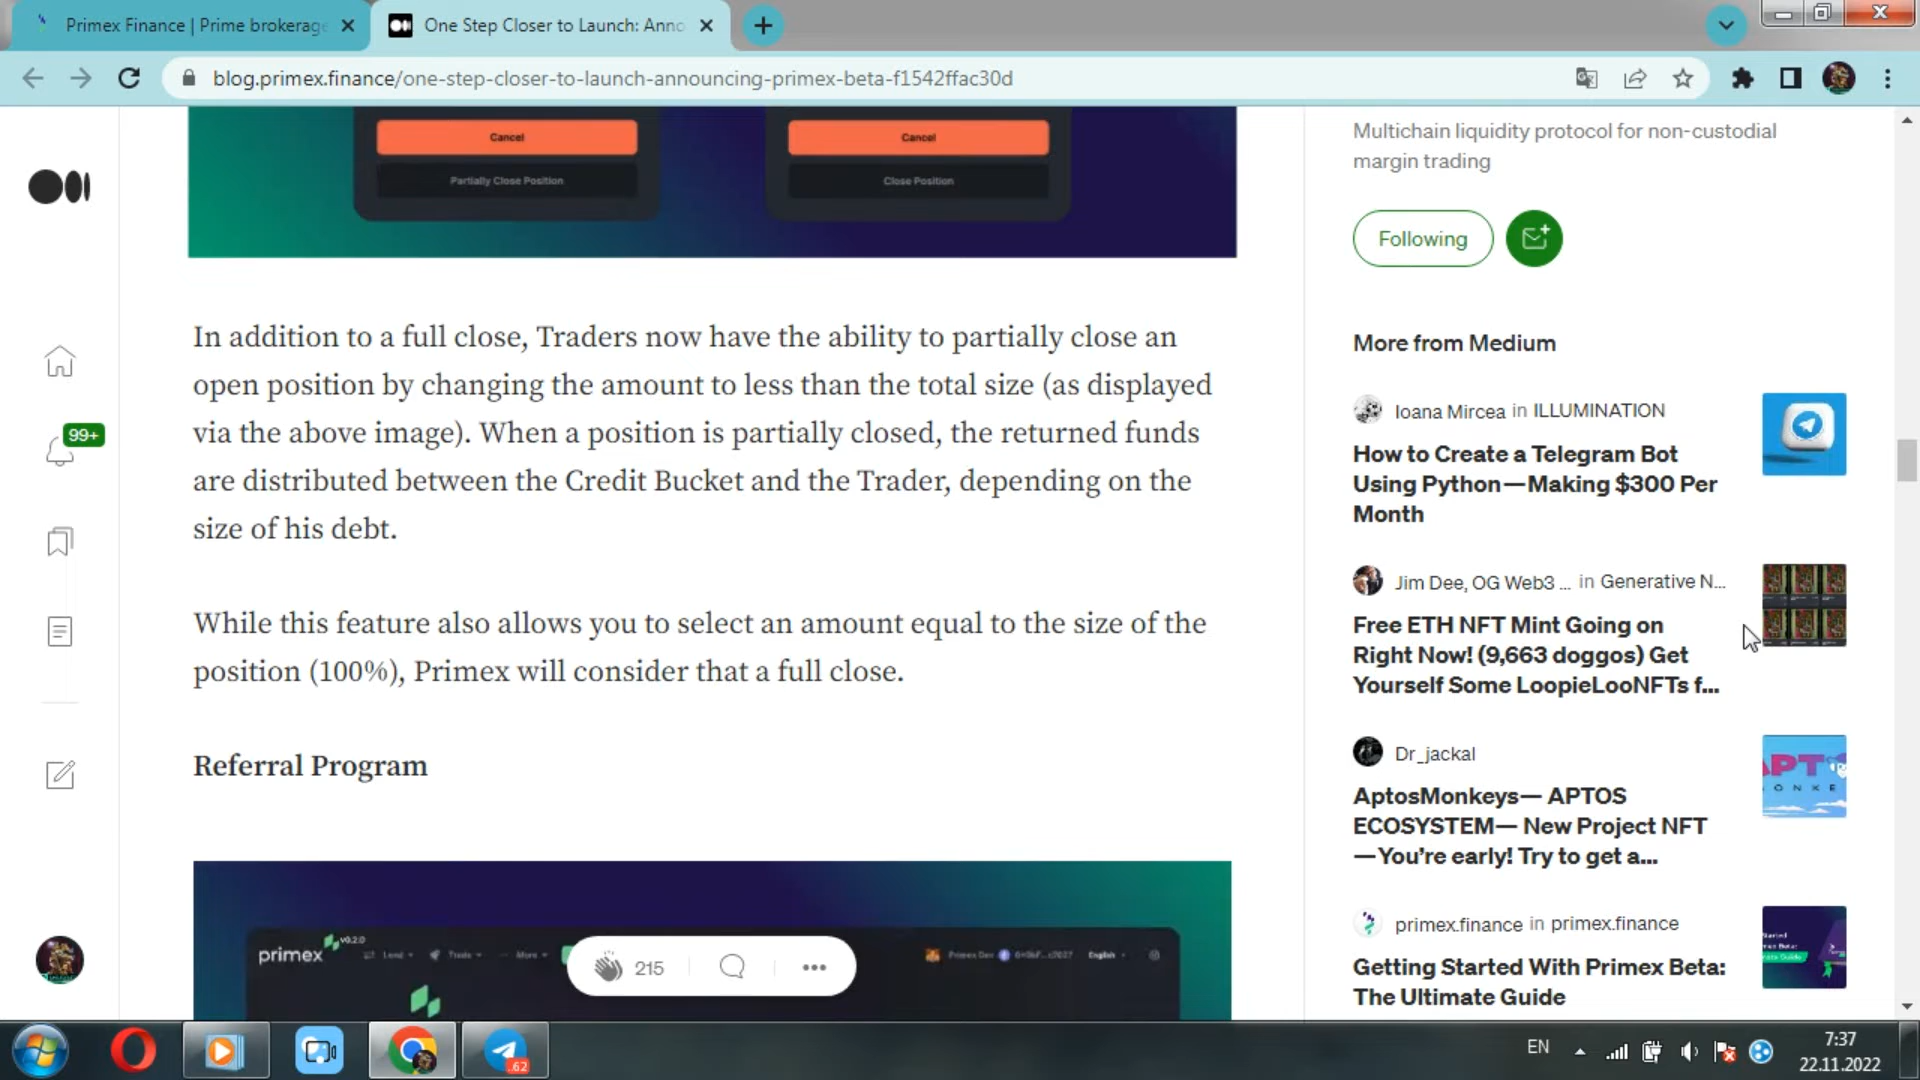 Primex Finance | Prime brokerage
One Step Closer to Launch: Anno
blog.primex.finance/one-step-closer-to-launch-announcing-primex-beta-f1542ffac30d
Cancel
Cancel
Partially Close Position
Close Position
In addition to a full close, Traders now have the ability to partially close an
open position by changing the amount to less than the total size (as displayed
via the above image). When a position is partially closed, the returned funds
are distributed between the Credit Bucket and the Trader, depending on the
size of his debt.
While this feature also allows you to select an amount equal to the size of the
position (100%), Primex will consider that a full close.
Referral Program
primex
v0.2.0
Lend
Trade
More
Primex Dev
English
215
99+
Multichain liquidity protocol for non-custodial
margin trading
Following
More from Medium
Ioana Mircea in ILLUMINATION
How to Create a Telegram Bot
Using Python—Making $300 Per
Month
Jim Dee, OG Web3 ... in Generative N...
Free ETH NFT Mint Going on
Right Now! (9,663 doggos) Get
Yourself Some LoopieLooNFTs f...
Dr_jackal
AptosMonkeys— APTOS
ECOSYSTEM— New Project NFT
—You’re early! Try to get a...
primex.finance in primex.finance
Getting Started With Primex Beta:
The Ultimate Guide
62
EN
7:37
22.11.2022